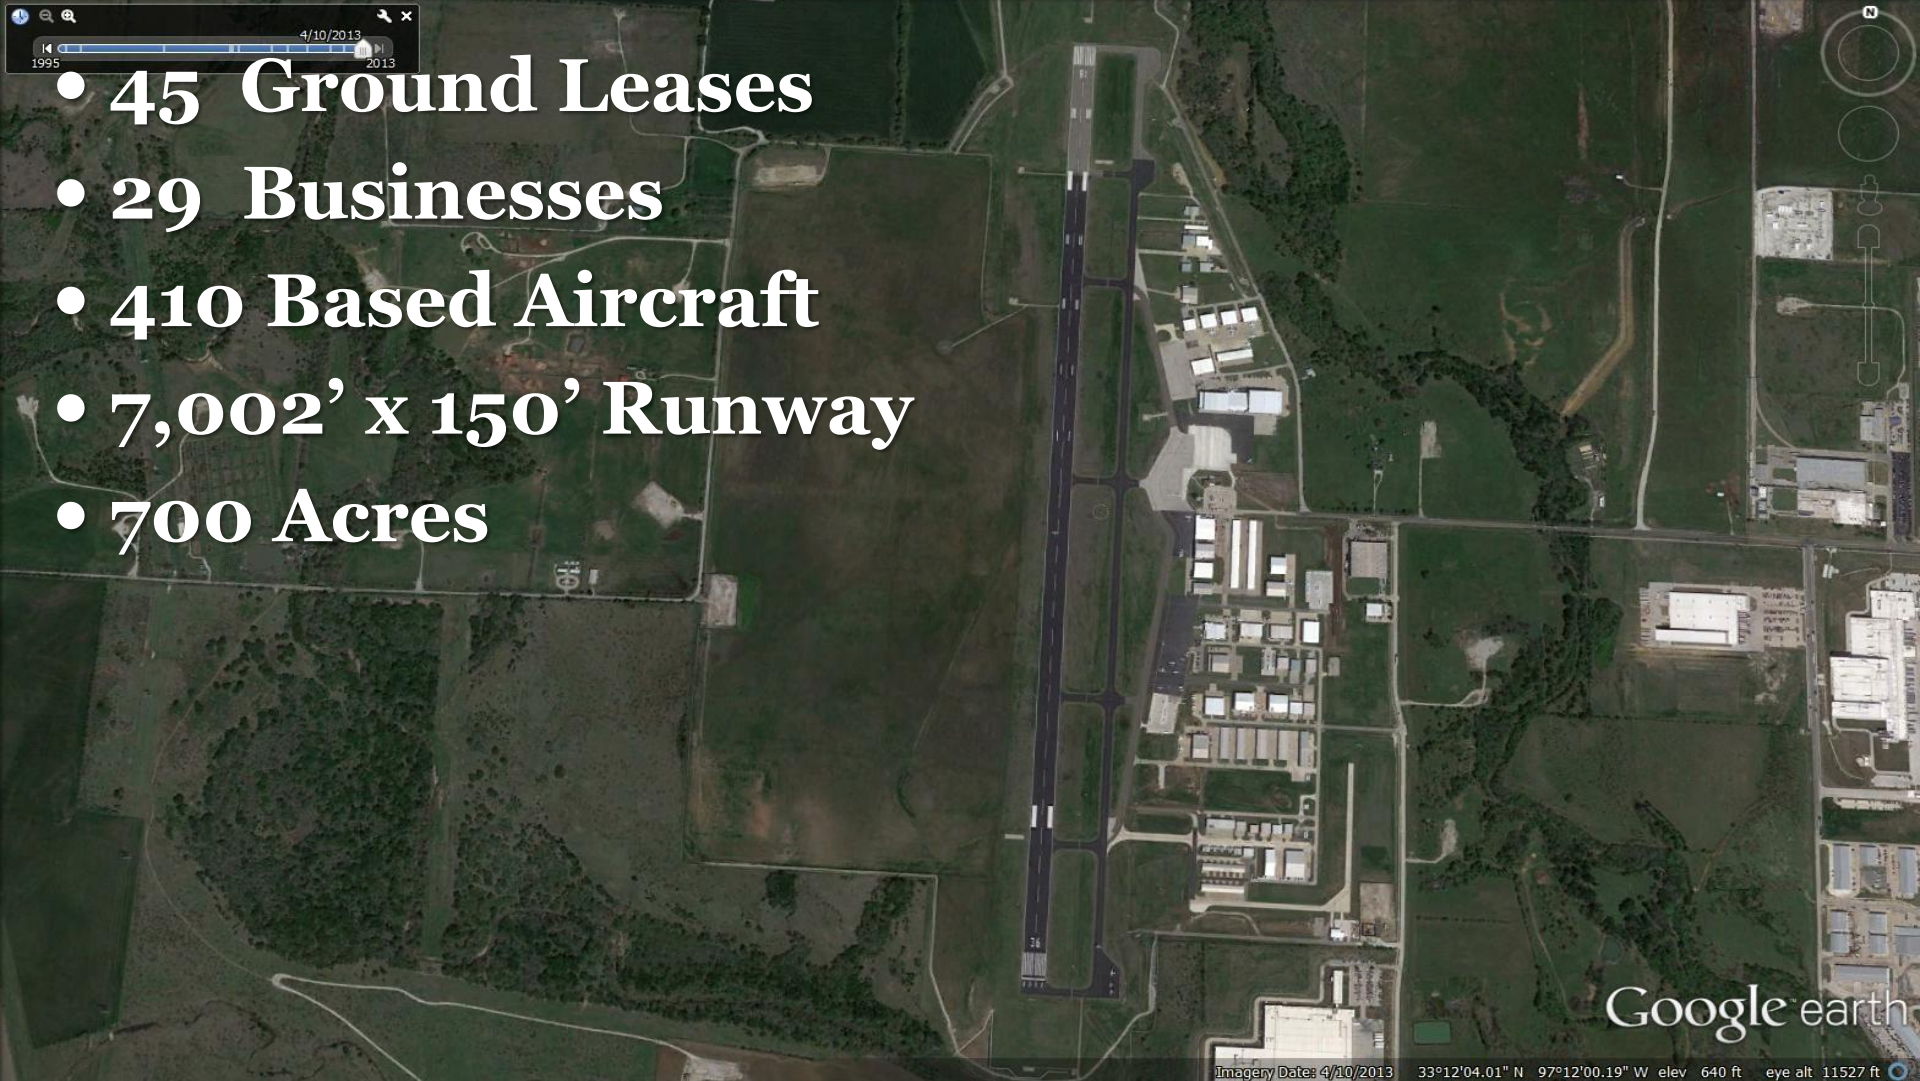 4/10/2013
1995
2013
• 45 Ground Leases
• 29 Businesses
• 410 Based Aircraft
• 7,002’ x 150’ Runway
• 700 Acres
N
18
36
Google earth
Imagery Date: 4/10/2013 33°12'04.01" N 97°12'00.19" W elev 640 ft eye alt 11527 ft